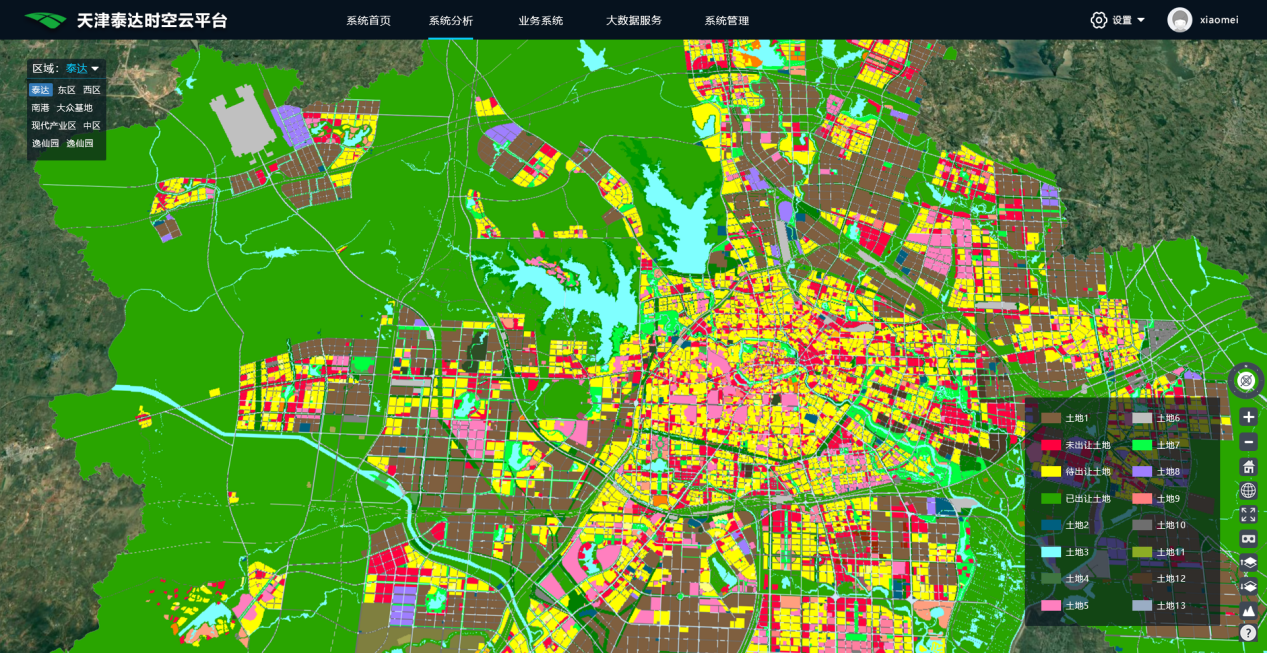 天津泰达时空云平台
系统首页 系统分析 业务系统 大数据服务 系统管理
设置 xiaomei
区域: 泰达
泰达 东区 西区
南港 大众基地
现代产业区 中区
逸仙园 逸仙园
土地1 土地6
未出让土地 土地7
待出让土地 土地8
已出让土地 土地9
土地2 土地10
土地3 土地11
土地4 土地12
土地5 土地13
?